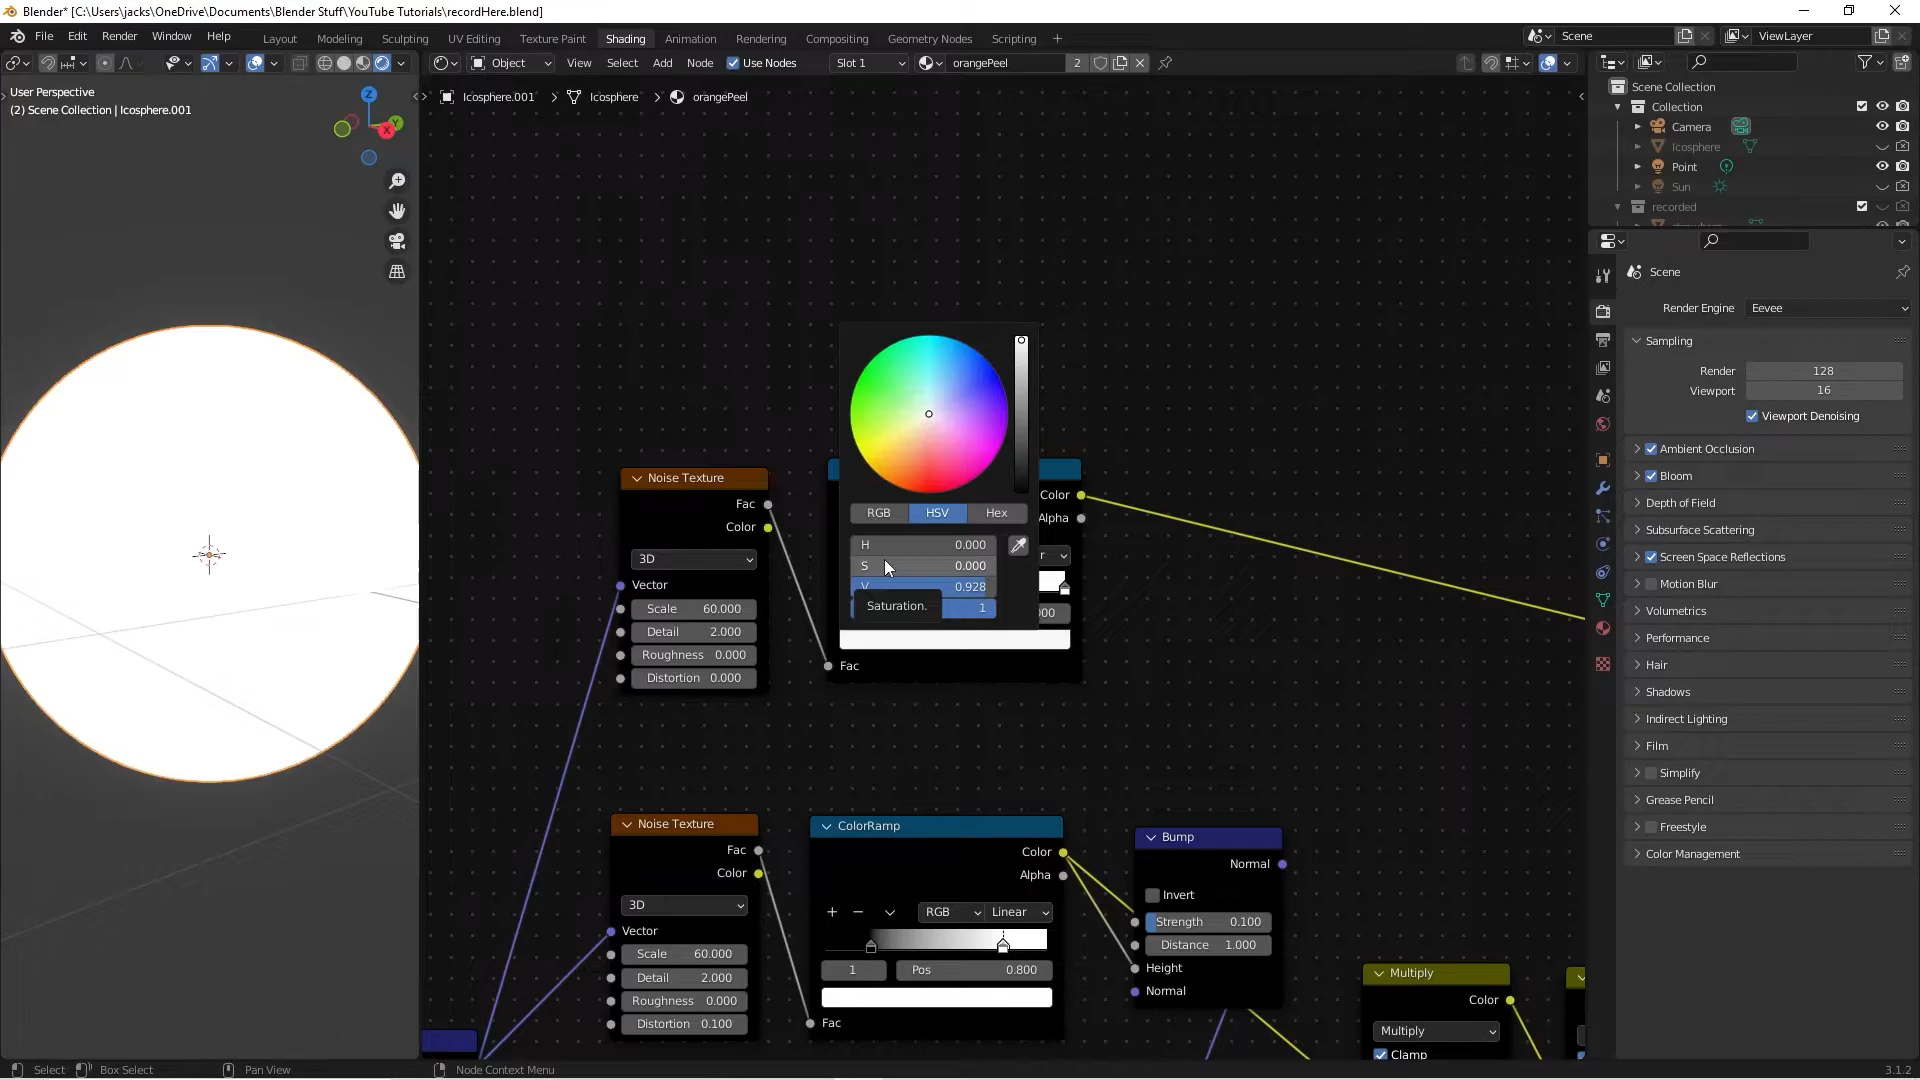 Blender* [C:\Users\jacks\OneDrive\Documents\Blender Stuff\YouTube Tutorials\recordHere.blend]
File Edit Render Window Help
Layout Modeling Sculpting UV Editing Texture Paint Shading Animation Rendering Compositing Geometry Nodes Scripting +
Scene
ViewLayer
Object View Select Add Node Use Nodes Slot 1 orangePeel 2
User Perspective
(2) Scene Collection | Icosphere.001
Z
Y
X
Icosphere.001 > Icosphere > orangePeel
Scene Collection
Collection
Camera
Icosphere
Point
Sun
recorded
Scene
Render Engine Eevee
Sampling
Render 128
Viewport 16
Viewport Denoising
Ambient Occlusion
Bloom
Depth of Field
Subsurface Scattering
Screen Space Reflections
Motion Blur
Volumetrics
Performance
Hair
Shadows
Indirect Lighting
Film
Simplify
Grease Pencil
Freestyle
Color Management
Noise Texture
Fac
Color
3D
Vector
Scale 60.000
Detail 2.000
Roughness 0.000
Distortion 0.000
RGB HSV Hex
H 0.000
S 0.000
V 0.928
Saturation.
1
Color
Alpha
Fac
Noise Texture
Fac
Color
3D
Vector
Scale 60.000
Detail 2.000
Roughness 0.000
Distortion 0.100
ColorRamp
Color
Alpha
+ −
RGB Linear
1 Pos 0.800
Fac
Bump
Normal
Invert
Strength 0.100
Distance 1.000
Height
Normal
Multiply
Color
Multiply
Clamp
Select Box Select Pan View Node Context Menu 3.1.2